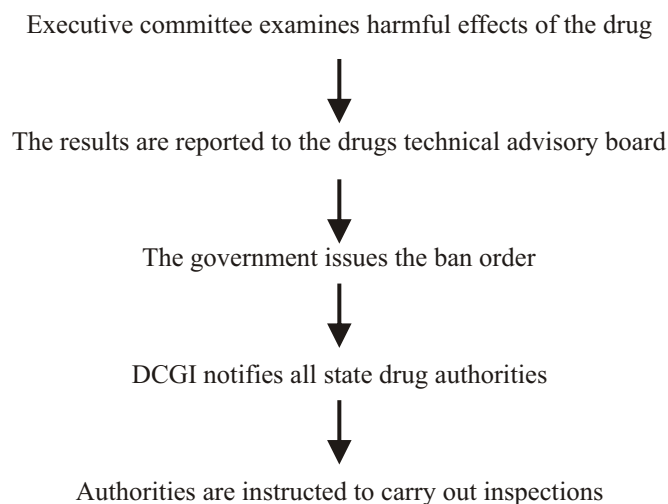 Executive committee examines harmful effects of the drug
The results are reported to the drugs technical advisory board
The government issues the ban order
DCGI notifies all state drug authorities
Authorities are instructed to carry out inspections